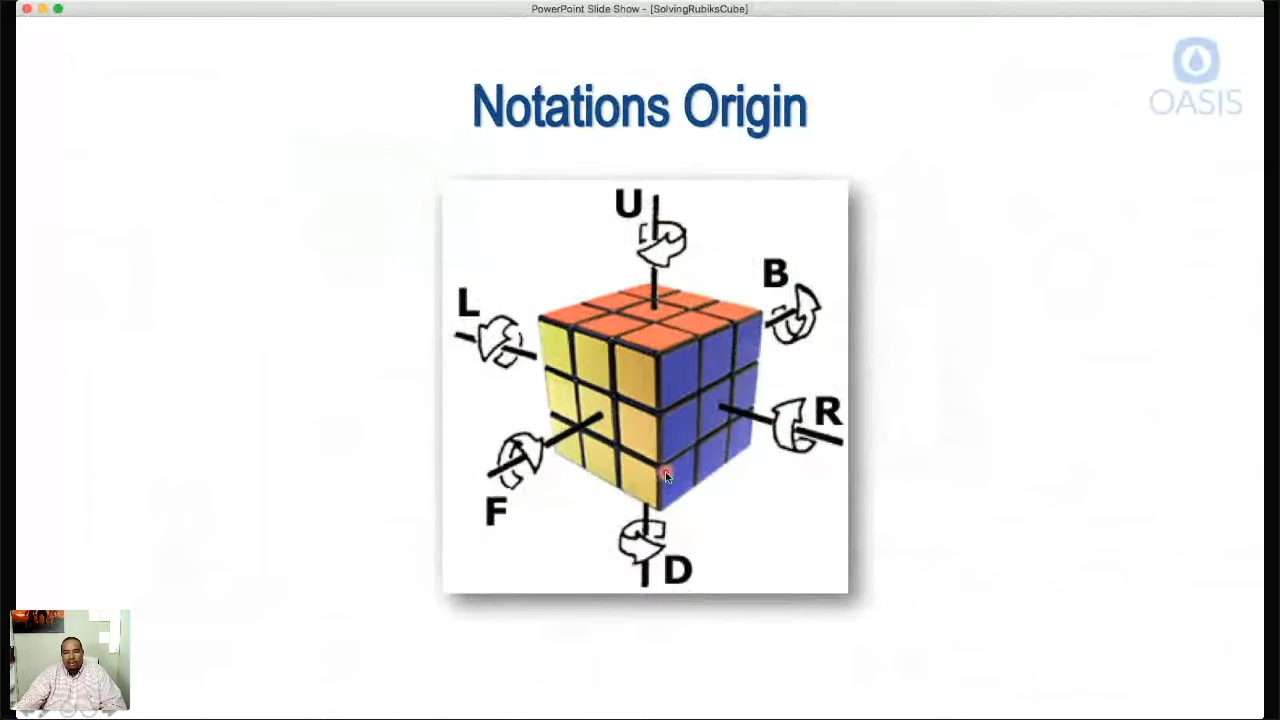 PowerPoint Slide Show - [SolvingRubiksCube]
OASIS
Notations Origin
U
B
L
R
F
D